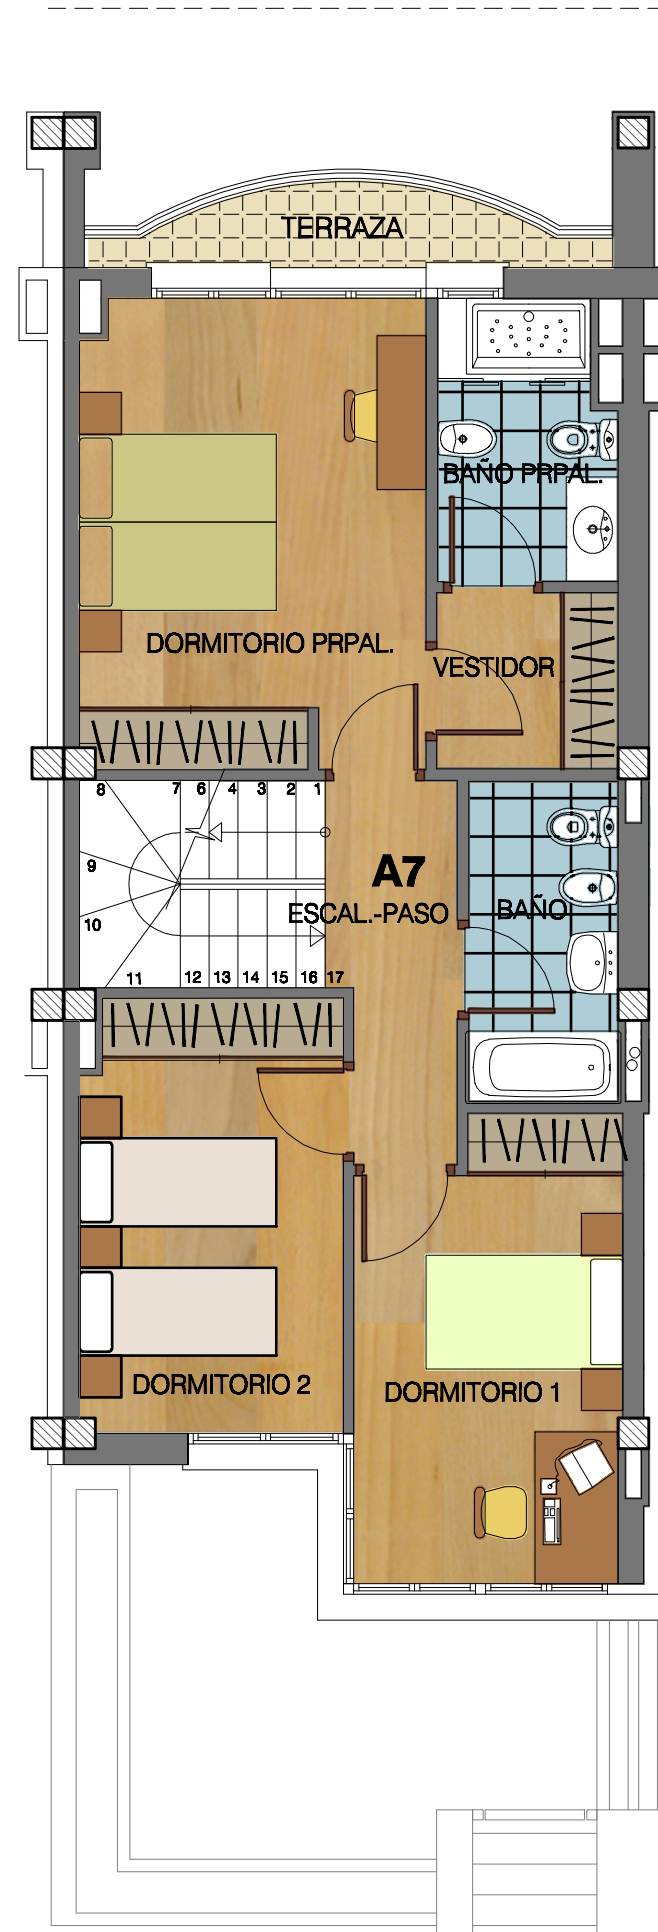 TERRAZA
BAÑO PRPAL.
DORMITORIO PRPAL.
VESTIDOR
8 7 6 4 3 2 1
9
A7
ESCAL.-PASO
BAÑO
10
11 12 13 14 15 16 17
DORMITORIO 2
DORMITORIO 1